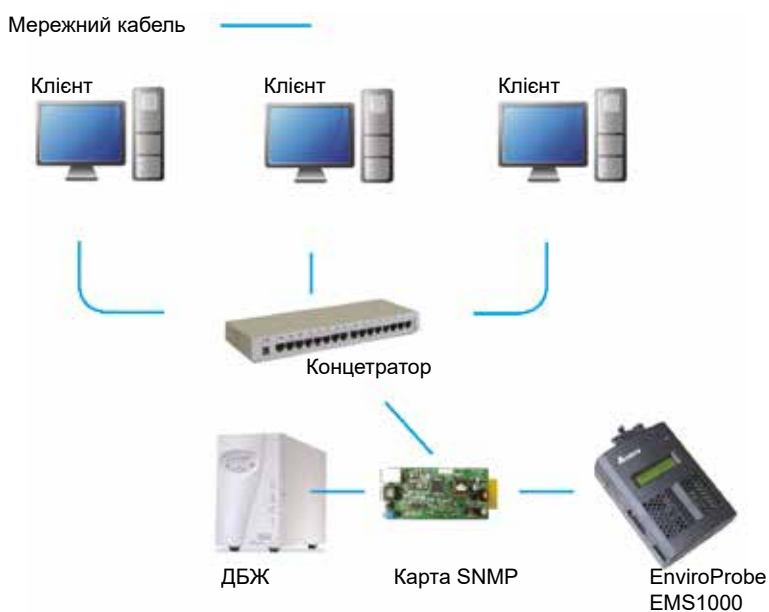 Мережний кабель
Клієнт
Клієнт
Клієнт
Концетратор
ДБЖ
Карта SNMP
EnviroProbe
EMS1000